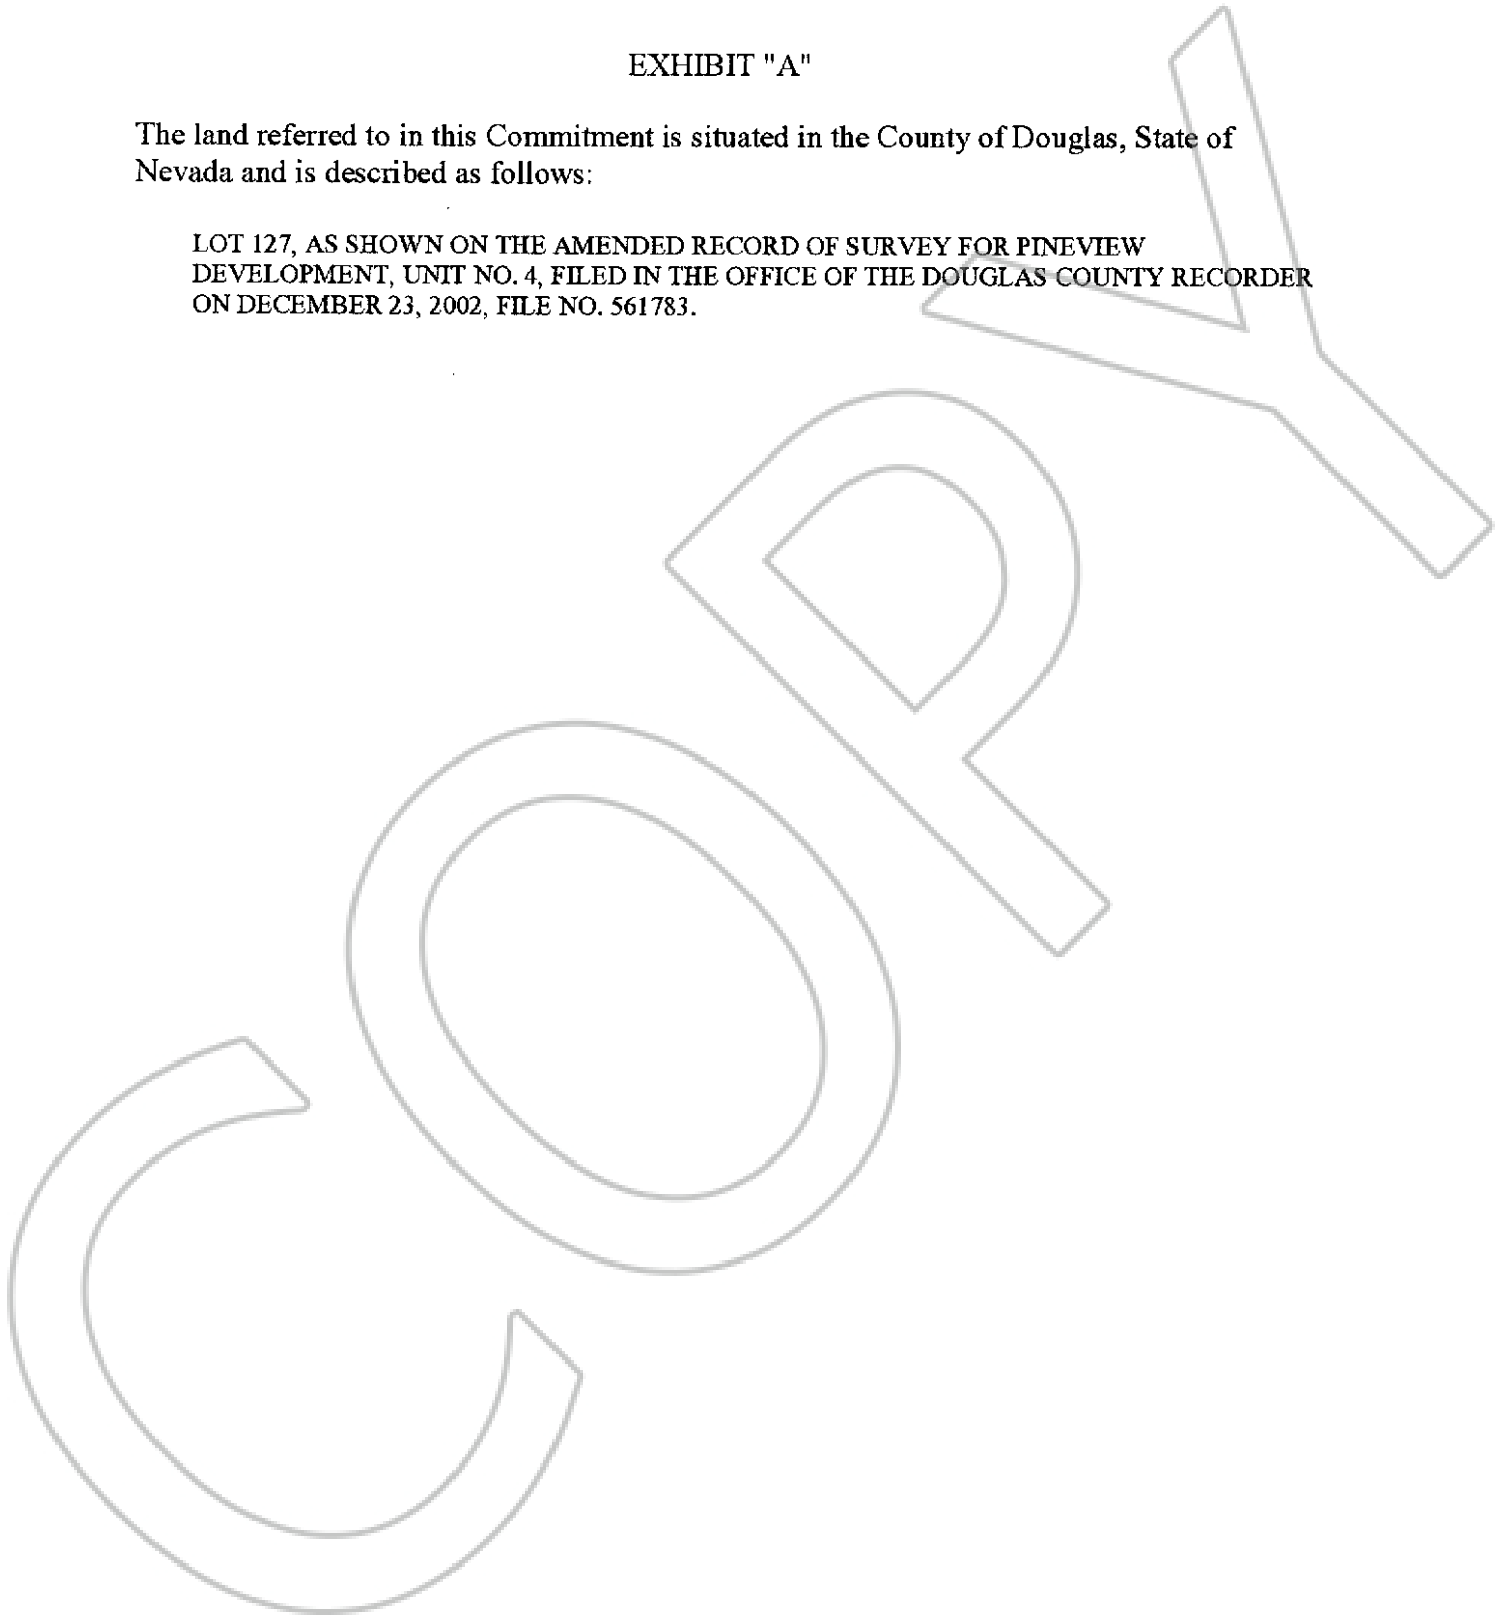 EXHIBIT "A"
The land referred to in this Commitment is situated in the County of Douglas, State of
Nevada and is described as follows:
LOT 127, AS SHOWN ON THE AMENDED RECORD OF SURVEY FOR PINEVIEW
DEVELOPMENT, UNIT NO. 4, FILED IN THE OFFICE OF THE DOUGLAS COUNTY RECORDER
ON DECEMBER 23, 2002, FILE NO. 561783.
COPY